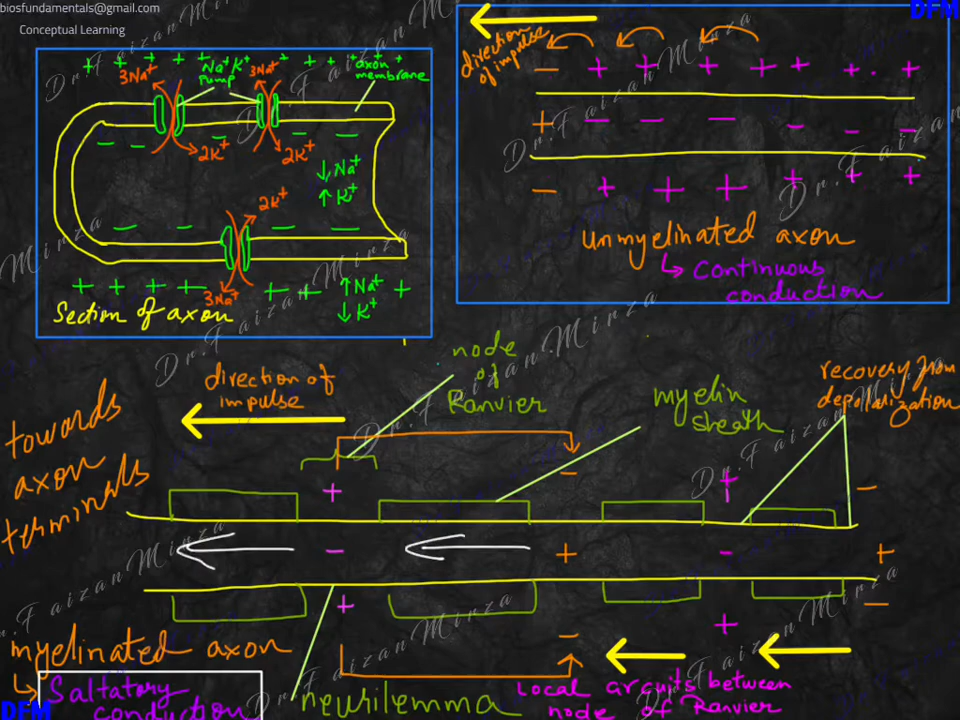 biosfundamentals@gmail.com
Conceptual Learning
DFM
+ + + + + + + + + +
3Na⁺
Na⁺K⁺
Pump
3Na⁺
axon
membrane
2K⁺
2K⁺
↓ Na⁺
↑ K⁺
2K⁺
3Na⁺
↑ Na⁺
↓ K⁺
Section of axon
direction
of impulse
− + + + + + + +
+ − − − − − −
− + + + + + +
unmyelinated axon
↳ Continuous
conduction
towards
axon
terminals
direction of
impulse
node
of
Ranvier
myelin
sheath
recovery from
depolarization
+ − + −
− + − +
+ − + −
myelinated axon
↳ Saltatory
conduction
neurilemma
Local circuits between
node of Ranvier
DFM
Dr. Faizan Mirza